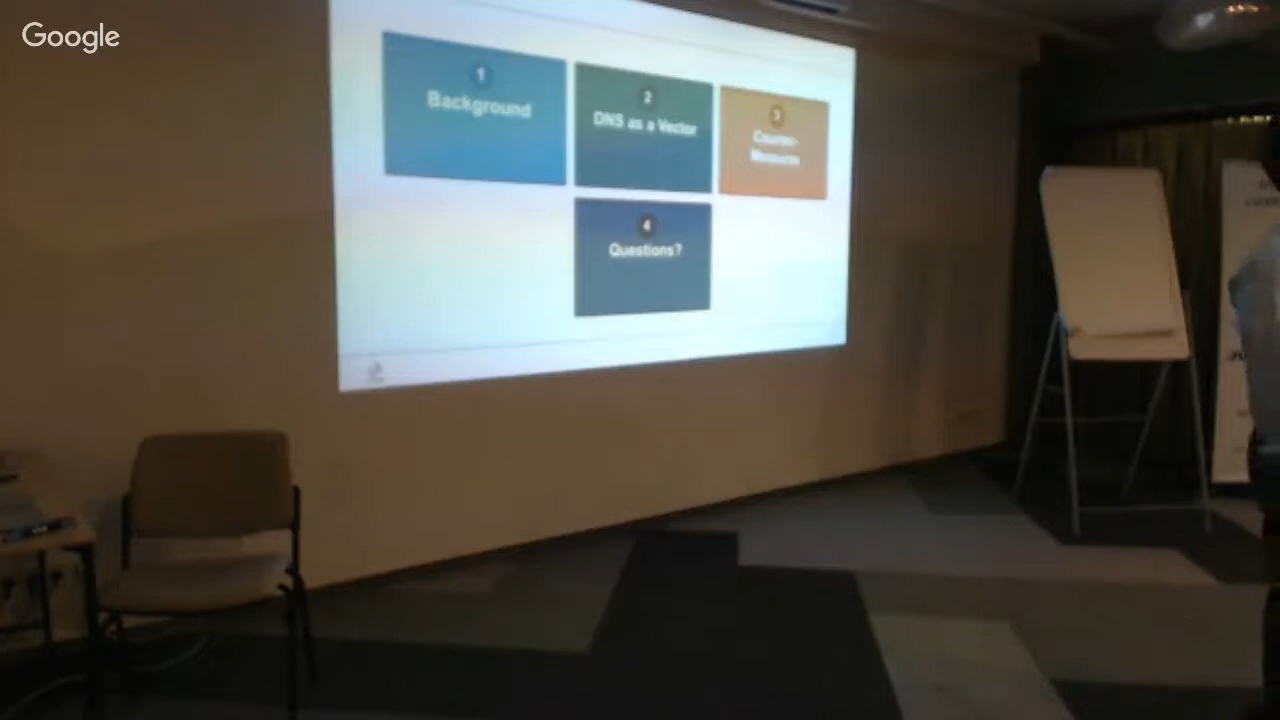 Google
1
Background
2
DNS as a Vector
3
Counter-
Measures
4
Questions?